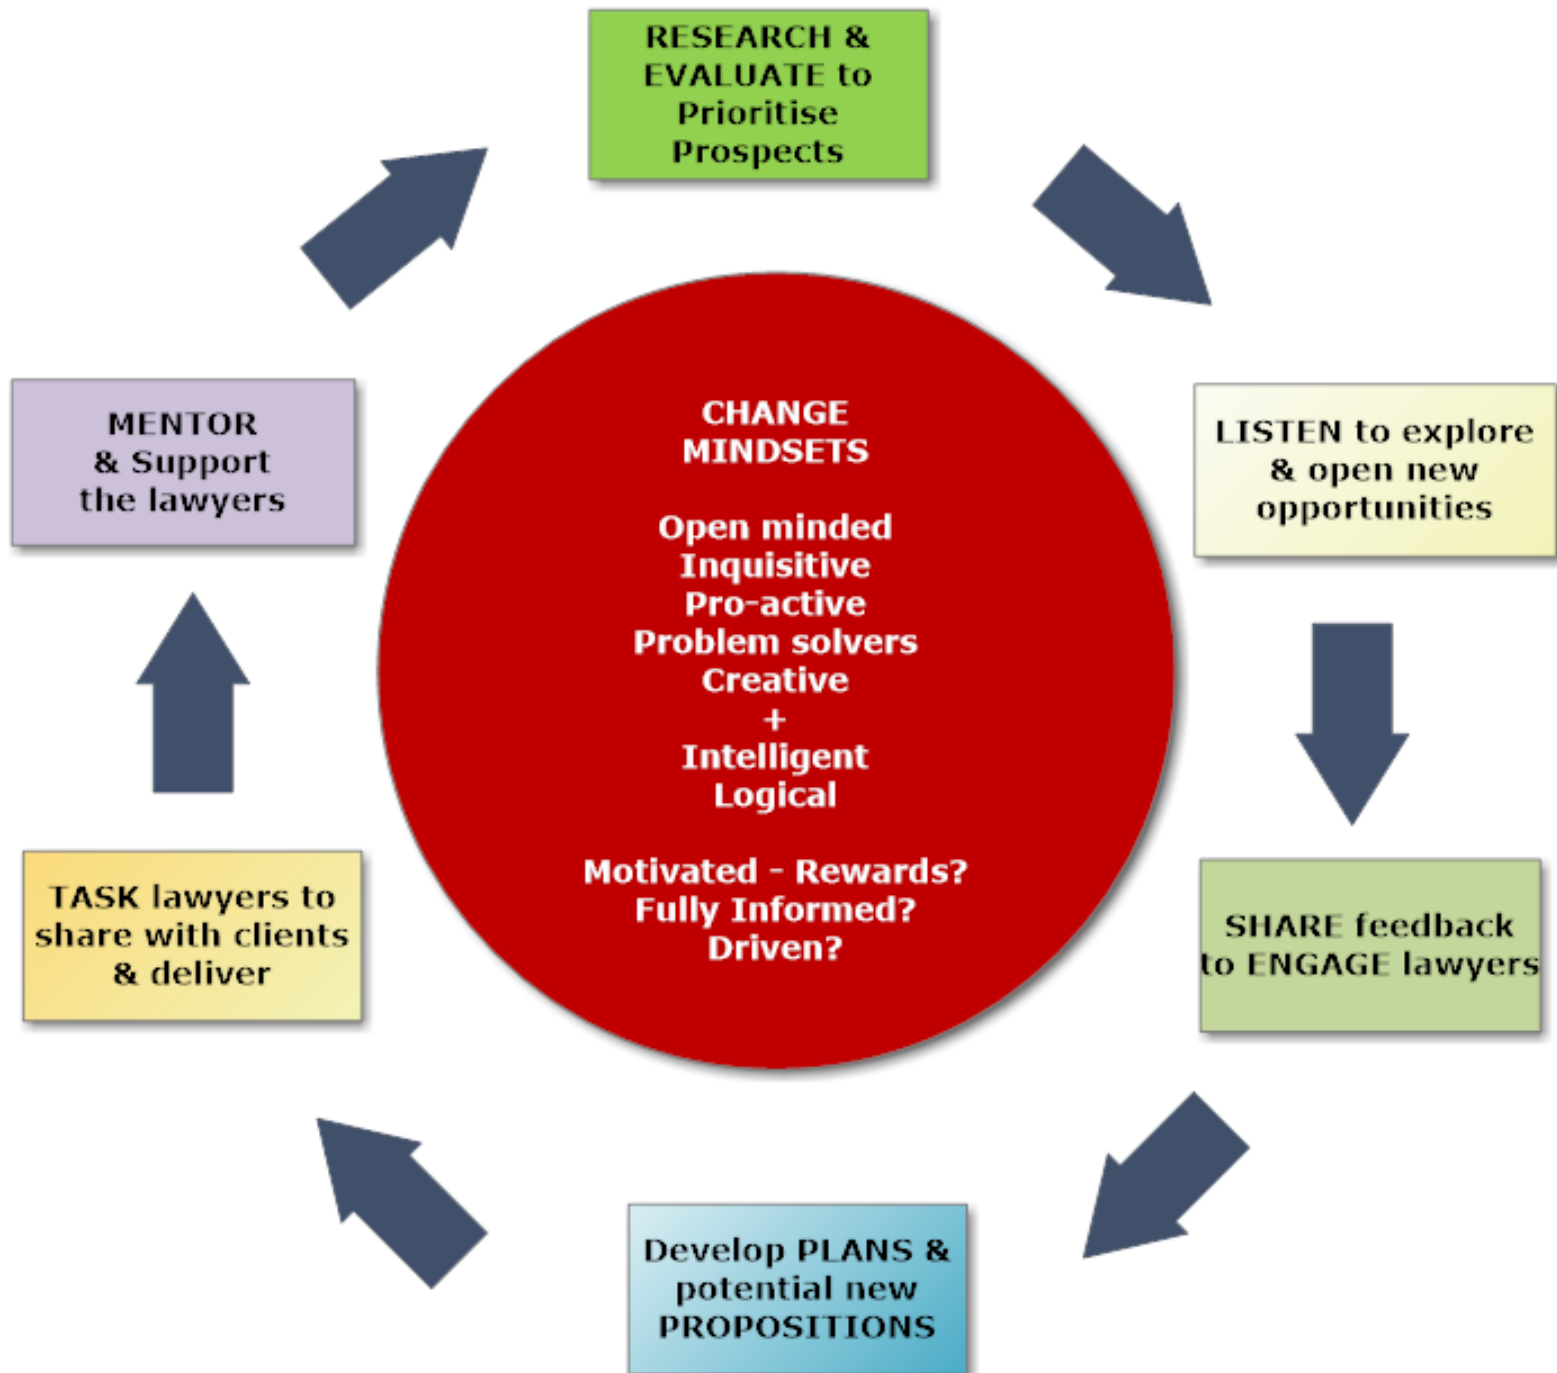 RESEARCH &
EVALUATE to
Prioritise
Prospects
LISTEN to explore
& open new
opportunities
SHARE feedback
to ENGAGE lawyers
Develop PLANS &
potential new
PROPOSITIONS
TASK lawyers to
share with clients
& deliver
MENTOR
& Support
the lawyers
CHANGE
MINDSETS
Open minded
Inquisitive
Pro-active
Problem solvers
Creative
+
Intelligent
Logical
Motivated - Rewards?
Fully Informed?
Driven?